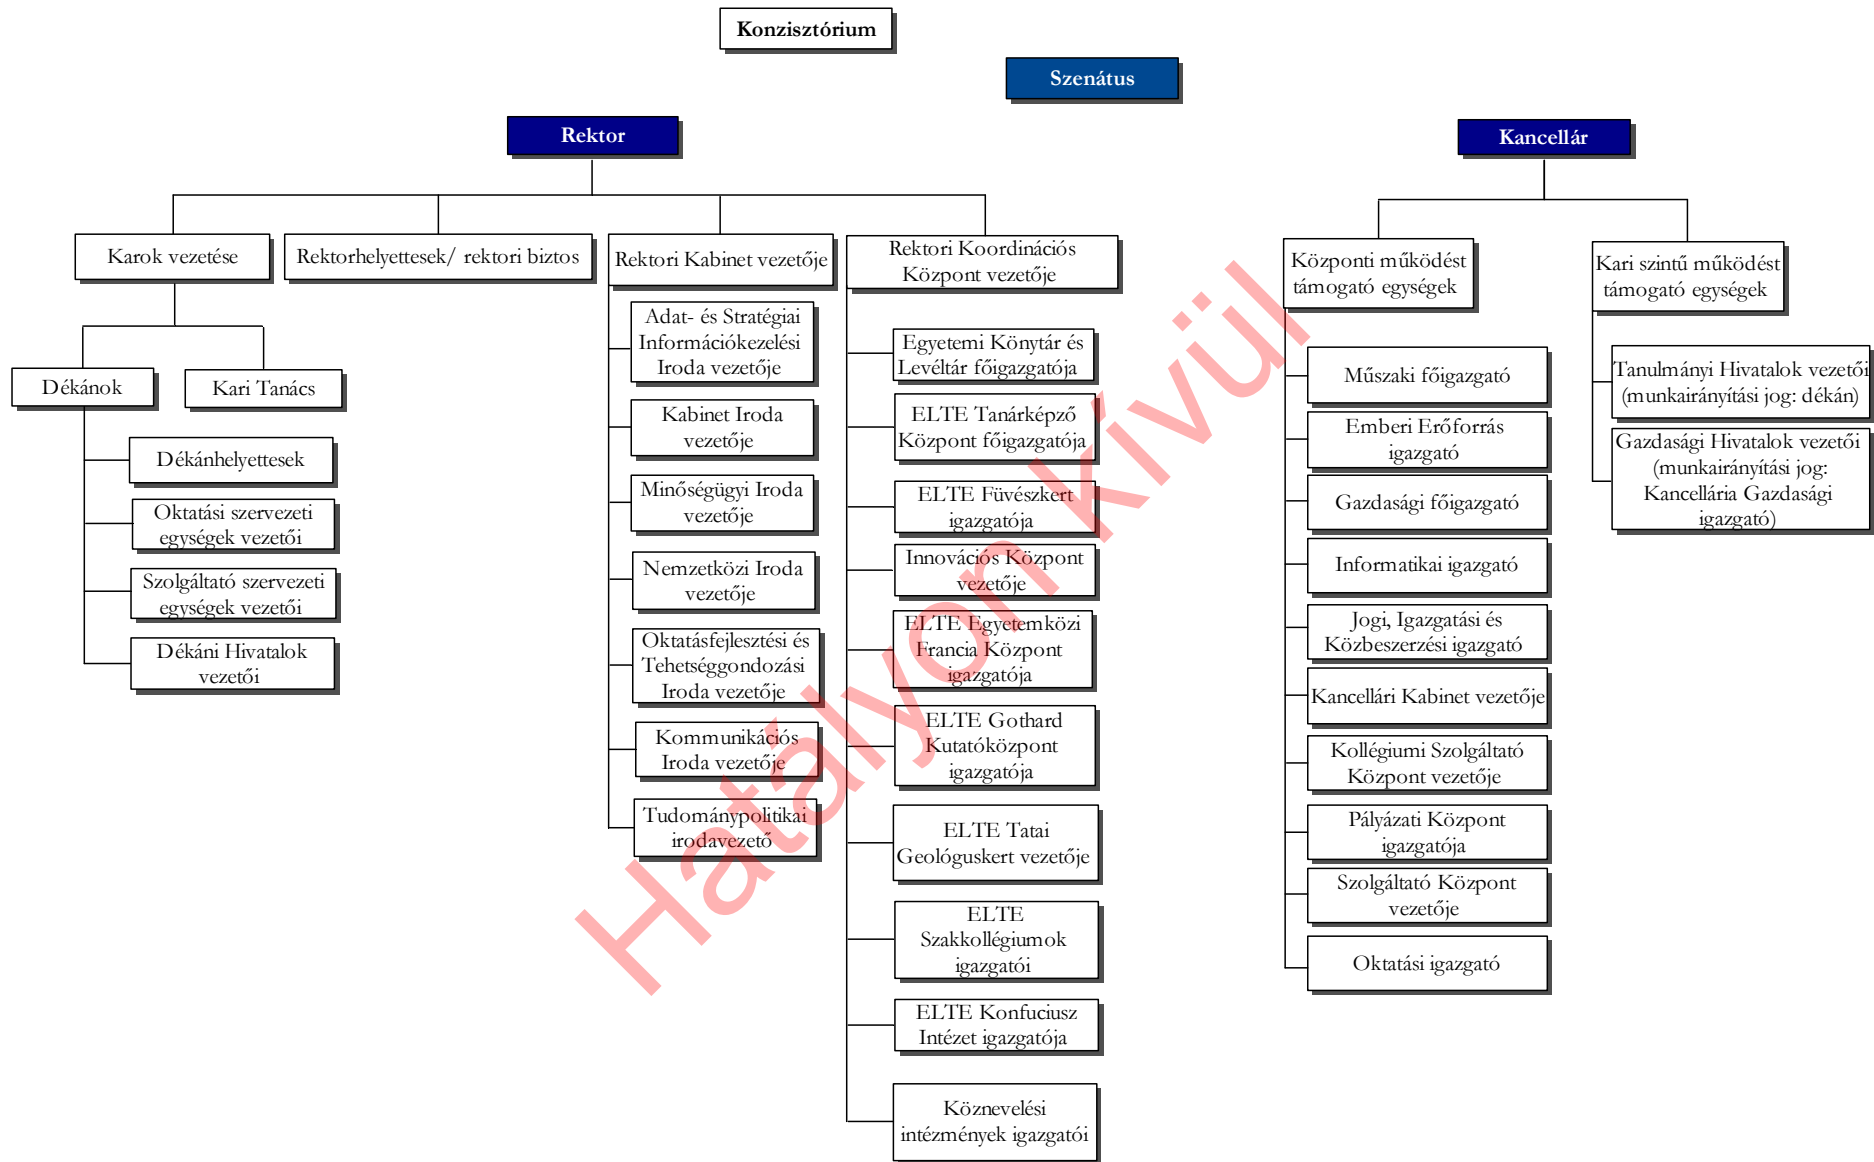 Konzisztórium
Szenátus
Rektor
Kancellár
Karok vezetése
Rektorhelyettesek/ rektori biztos
Rektori Kabinet vezetője
Rektori Koordinációs
Központ vezetője
Központi működést
támogató egységek
Kari szintű működést
támogató egységek
Dékánok
Kari Tanács
Dékánhelyettesek
Oktatási szervezeti
egységek vezetői
Szolgáltató szervezeti
egységek vezetői
Dékáni Hivatalok
vezetői
Adat- és Stratégiai
Információkezelési
Iroda vezetője
Kabinet Iroda
vezetője
Minőségügyi Iroda
vezetője
Nemzetközi Iroda
vezetője
Oktatásfejlesztési és
Tehetséggondozási
Iroda vezetője
Kommunikációs
Iroda vezetője
Tudománypolitikai
irodavezető
Egyetemi Könytár és
Levéltár főigazgatója
ELTE Tanárképző
Központ főigazgatója
ELTE Füvészkert
igazgatója
Innovációs Központ
vezetője
ELTE Egyetemközi
Francia Központ
igazgatója
ELTE Gothard
Kutatóközpont
igazgatója
ELTE Tatai
Geológuskert vezetője
ELTE
Szakkollégiumok
igazgatói
ELTE Konfuciusz
Intézet igazgatója
Köznevelési
intézmények igazgatói
Műszaki főigazgató
Emberi Erőforrás
igazgató
Gazdasági főigazgató
Informatikai igazgató
Jogi, Igazgatási és
Közbeszerzési igazgató
Kancellári Kabinet vezetője
Kollégiumi Szolgáltató
Központ vezetője
Pályázati Központ
igazgatója
Szolgáltató Központ
vezetője
Oktatási igazgató
Tanulmányi Hivatalok vezetői
(munkairányítási jog: dékán)
Gazdasági Hivatalok vezetői
(munkairányítási jog:
Kancellária Gazdasági
igazgató)
Hatályon kívül